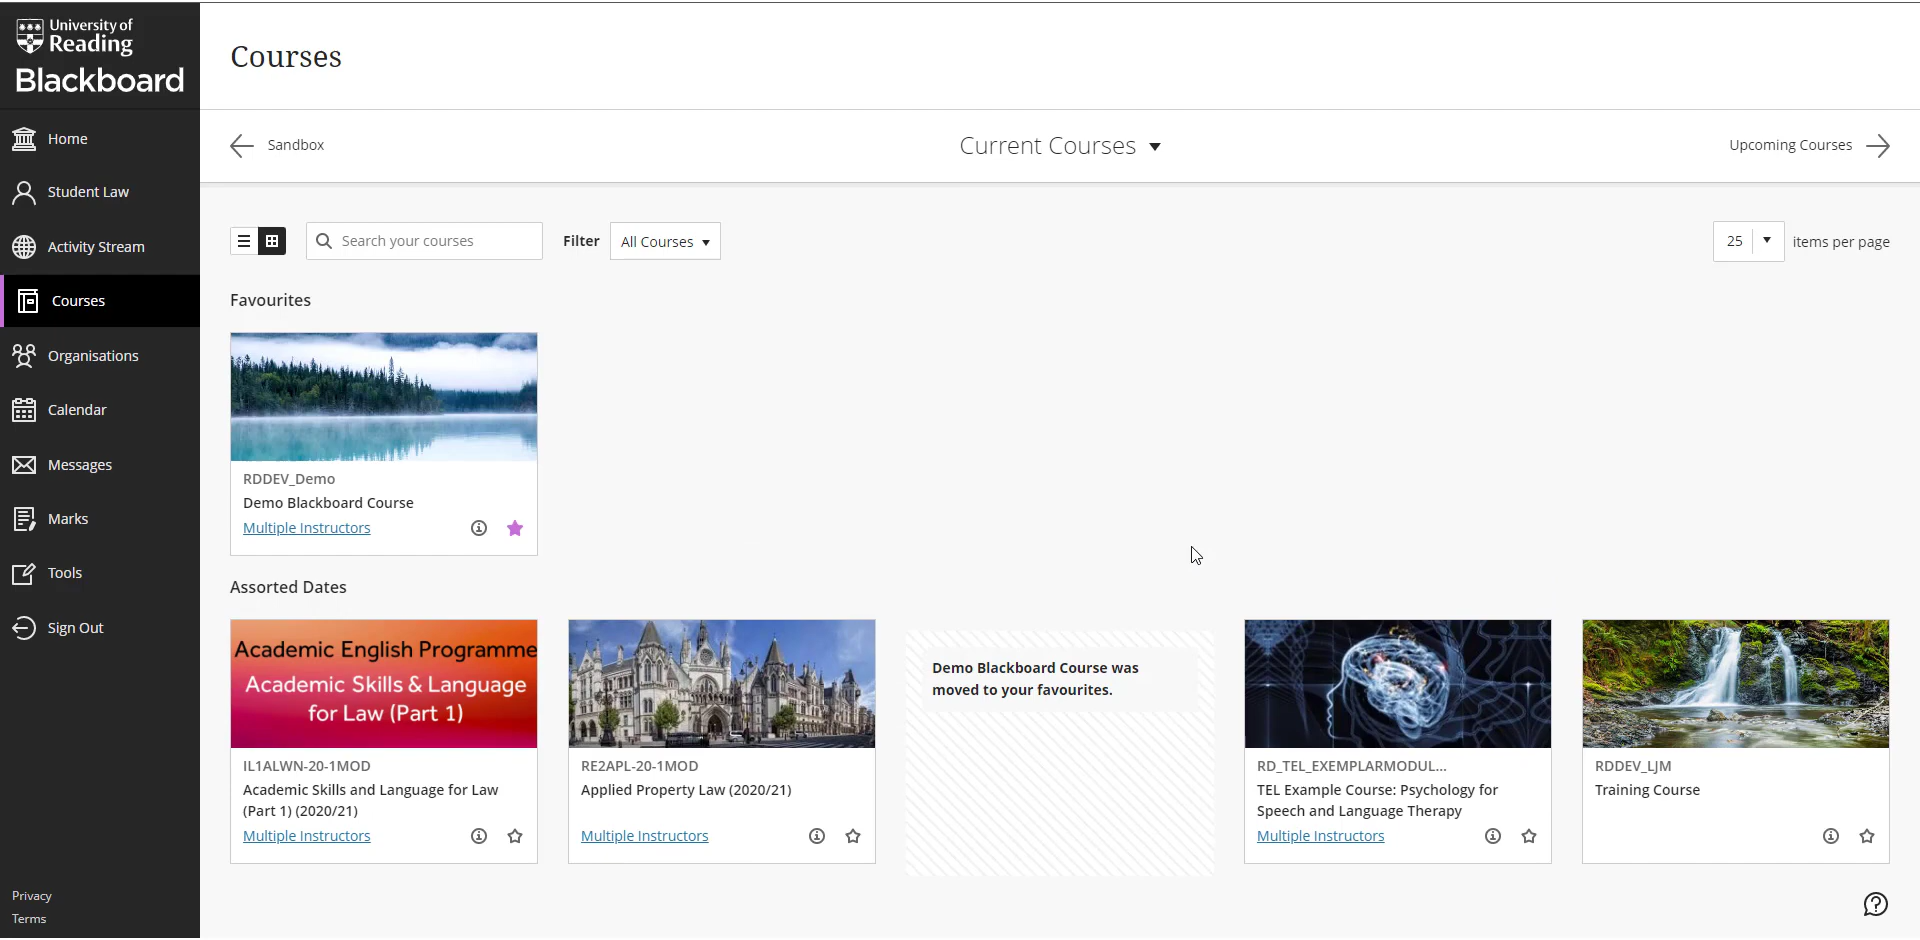 University of
Reading
Blackboard
Home
Student Law
Activity Stream
Courses
Organisations
Calendar
Messages
Marks
Tools
Sign Out
Privacy
Terms
Courses
Sandbox
Current Courses
Upcoming Courses
Search your courses
Filter
All Courses
25
items per page
Favourites
RDDEV_Demo
Demo Blackboard Course
Multiple Instructors
Assorted Dates
Academic English Programme
Academic Skills & Language
for Law (Part 1)
IL1ALWN-20-1MOD
Academic Skills and Language for Law
(Part 1) (2020/21)
Multiple Instructors
RE2APL-20-1MOD
Applied Property Law (2020/21)
Multiple Instructors
Demo Blackboard Course was
moved to your favourites.
RD_TEL_EXEMPLARMODUL...
TEL Example Course: Psychology for
Speech and Language Therapy
Multiple Instructors
RDDEV_LJM
Training Course